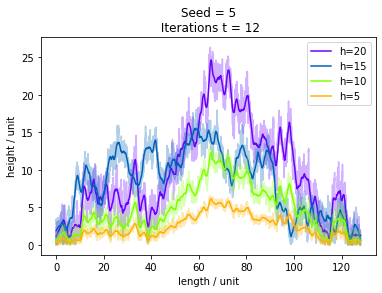 Seed = 5
Iterations t = 12
h=20
h=15
h=10
h=5
height / unit
25
20
15
10
5
0
0 20 40 60 80 100 120
length / unit